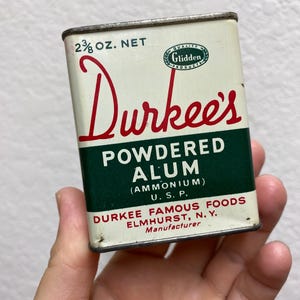 2⅜ OZ. NET
Glidden
Durkee's
POWDERED
ALUM
(AMMONIUM)
U. S. P.
DURKEE FAMOUS FOODS
ELMHURST, N.Y.
Manufacturer